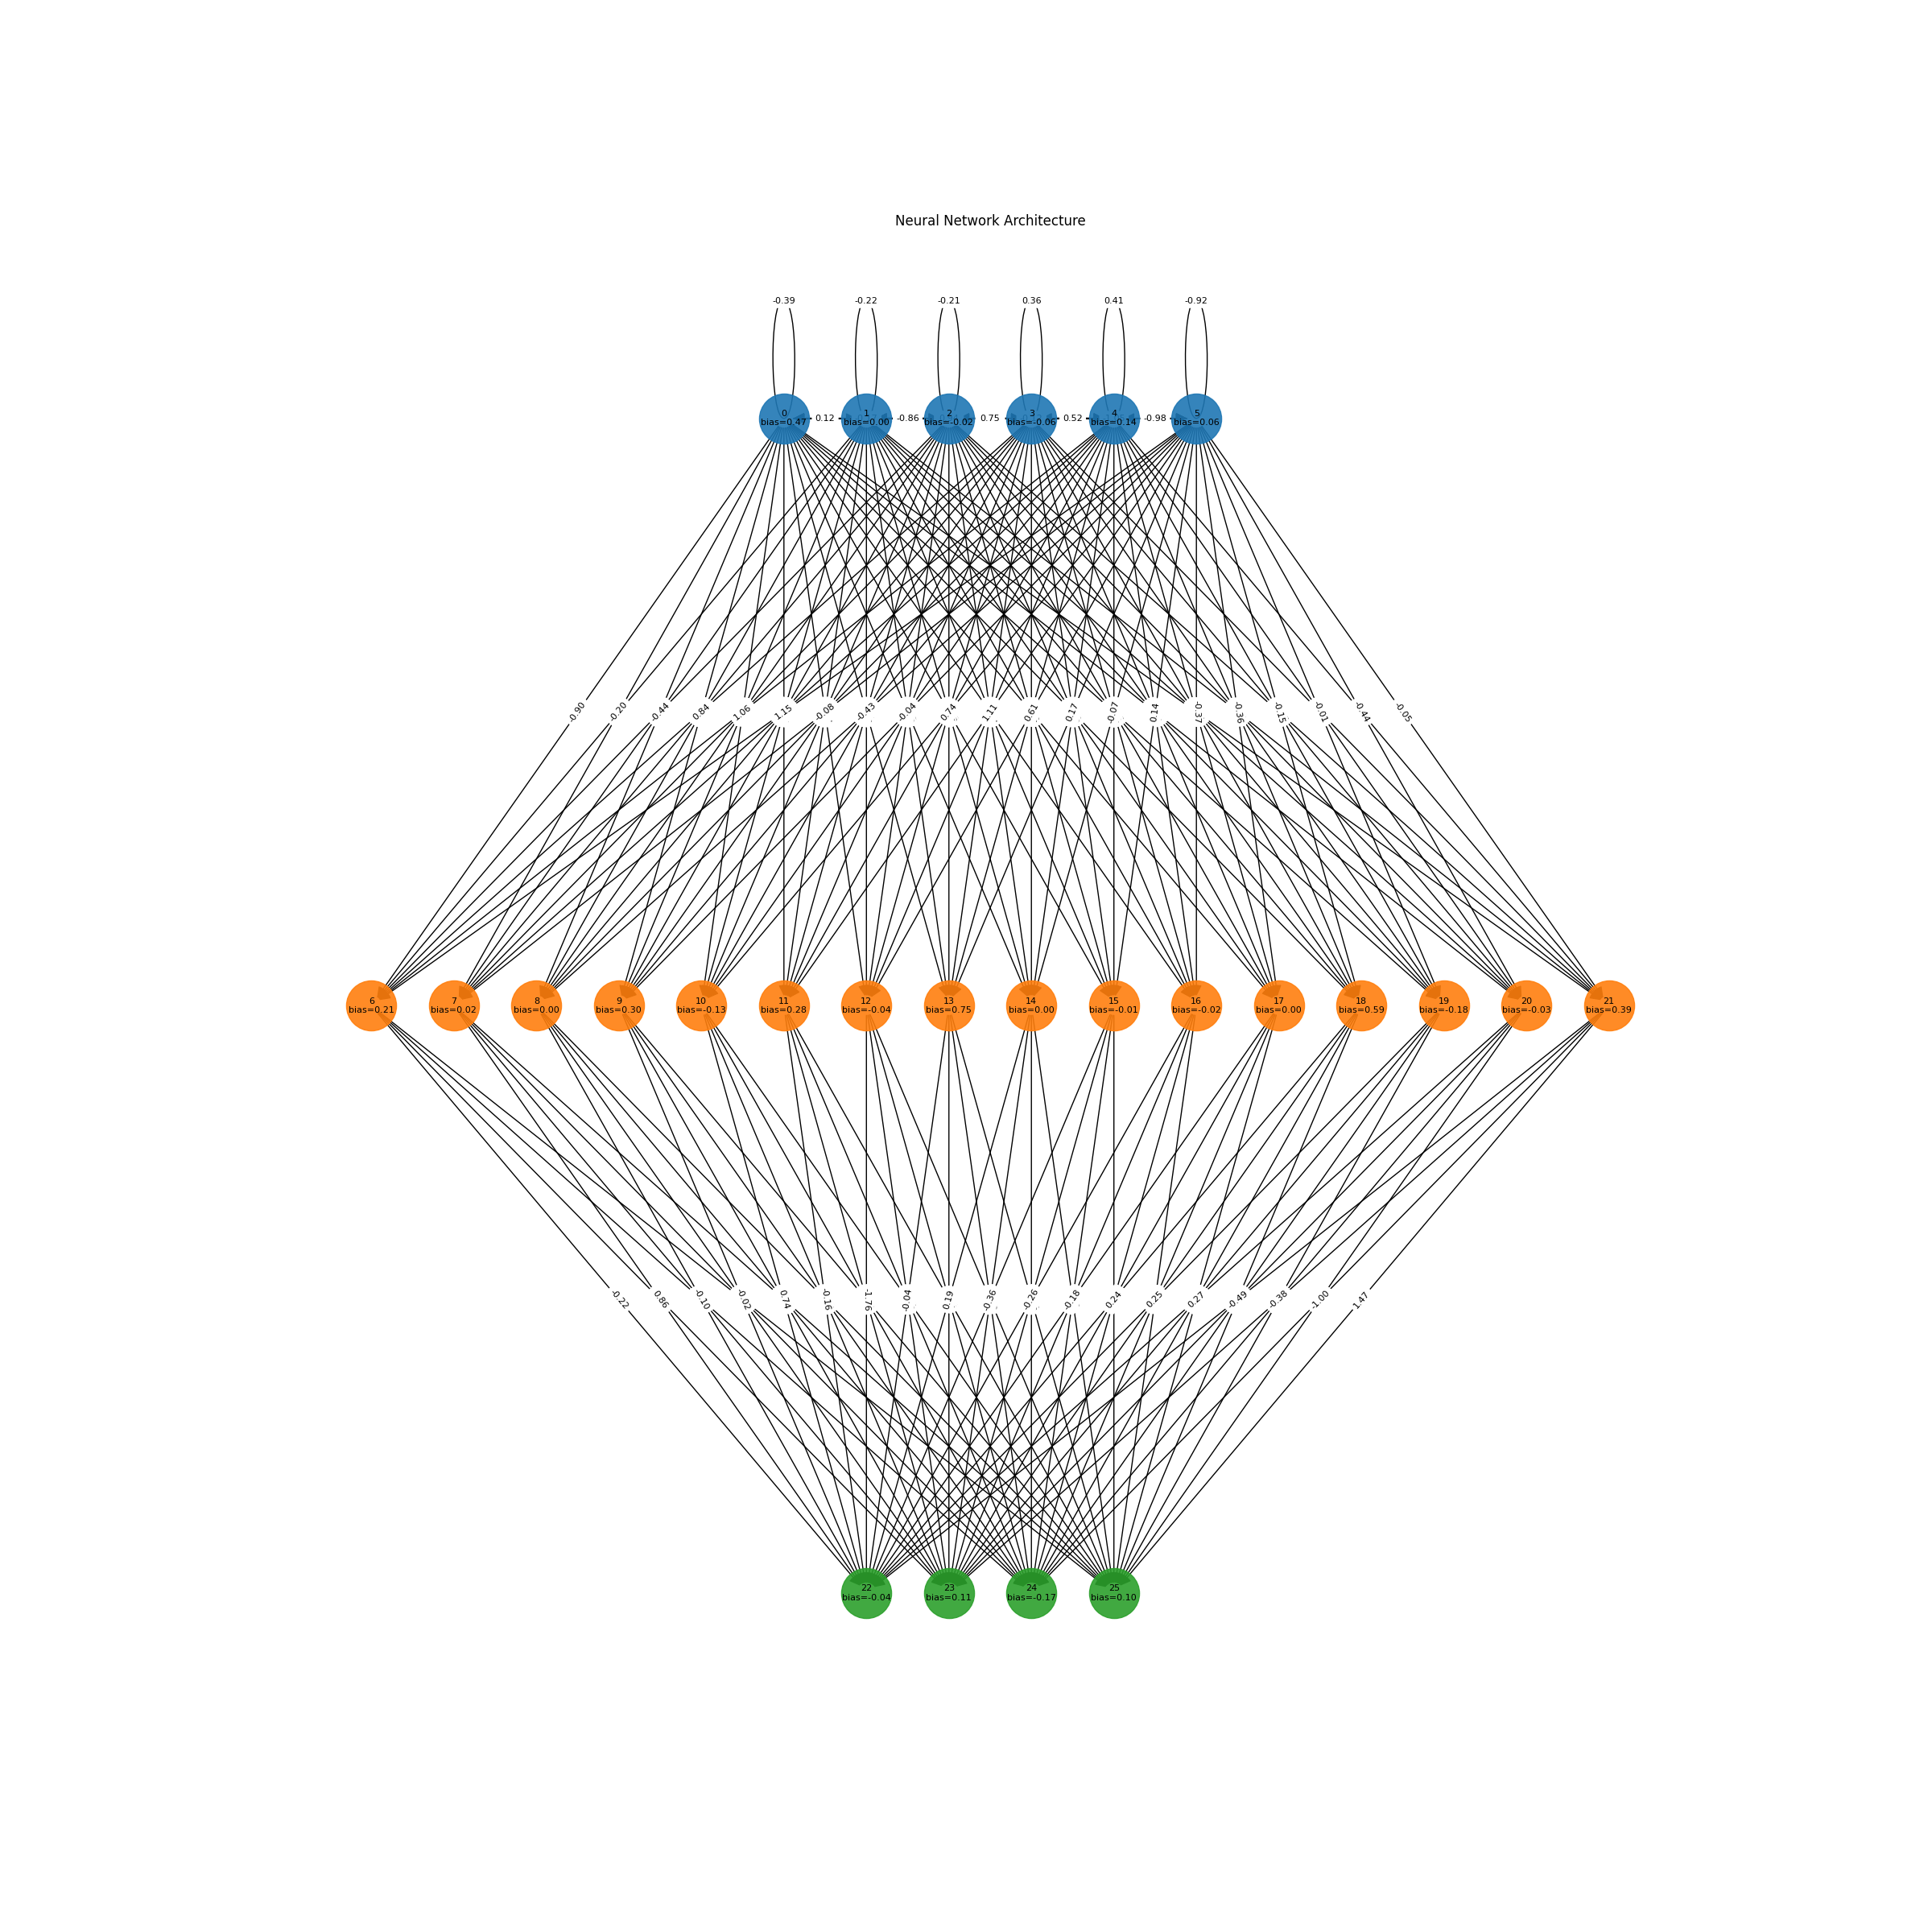 Neural Network Architecture
-0.39 -0.22 -0.21 0.36 0.41 -0.92
0 1 2 3 4 5
bias=0.47 0.12 bias=0.00 -0.86 bias=-0.02 0.75 bias=-0.06 0.52 bias=0.14 -0.98 bias=0.06
-0.90 -0.20 -0.44 0.84 1.06 1.15 -0.08 -0.43 -0.04 0.74 1.11 0.61 0.17 -0.07 0.14 -0.37 -0.36 -0.15 -0.01 -0.44 -0.05
6 7 8 9 10 11 12 13 14 15 16 17 18 19 20 21
bias=0.21 bias=0.02 bias=0.00 bias=0.30 bias=-0.13 bias=0.28 bias=-0.04 bias=0.75 bias=0.00 bias=-0.01 bias=-0.02 bias=0.00 bias=0.59 bias=-0.18 bias=-0.03 bias=0.39
-0.22 0.86 -0.10 -0.02 0.74 -0.16 -1.76 -0.04 0.19 -0.36 -0.26 -0.18 0.24 0.25 0.27 -0.49 -0.38 -1.00 1.47
22 23 24 25
bias=-0.04 bias=0.11 bias=-0.17 bias=0.10